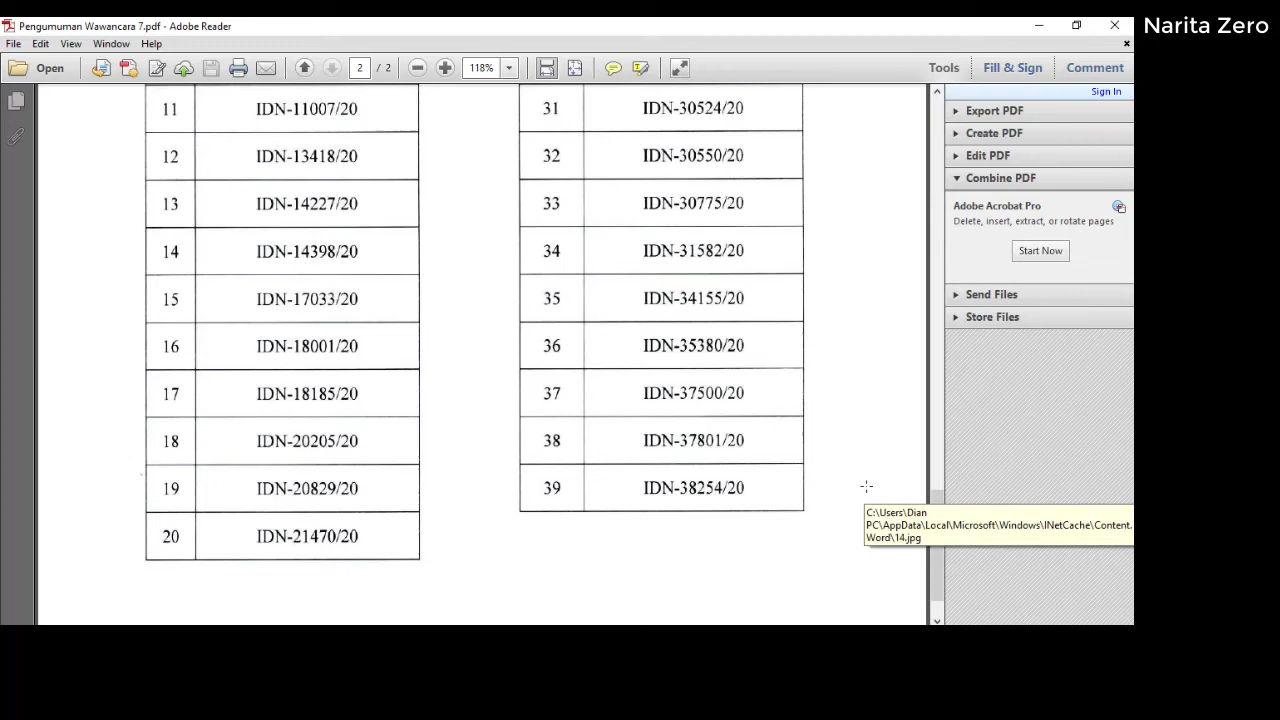 Pengumuman Wawancara 7.pdf - Adobe Reader
Narita Zero
File Edit View Window Help
Open 2 / 2 118% Tools Fill & Sign Comment
Sign In
Export PDF
Create PDF
Edit PDF
Combine PDF
Adobe Acrobat Pro
Delete, insert, extract, or rotate pages
Start Now
Send Files
Store Files
11 IDN-11007/20
12 IDN-13418/20
13 IDN-14227/20
14 IDN-14398/20
15 IDN-17033/20
16 IDN-18001/20
17 IDN-18185/20
18 IDN-20205/20
19 IDN-20829/20
20 IDN-21470/20
31 IDN-30524/20
32 IDN-30550/20
33 IDN-30775/20
34 IDN-31582/20
35 IDN-34155/20
36 IDN-35380/20
37 IDN-37500/20
38 IDN-37801/20
39 IDN-38254/20
C:\Users\Dian
PC\AppData\Local\Microsoft\Windows\INetCache\Content.
Word\14.jpg